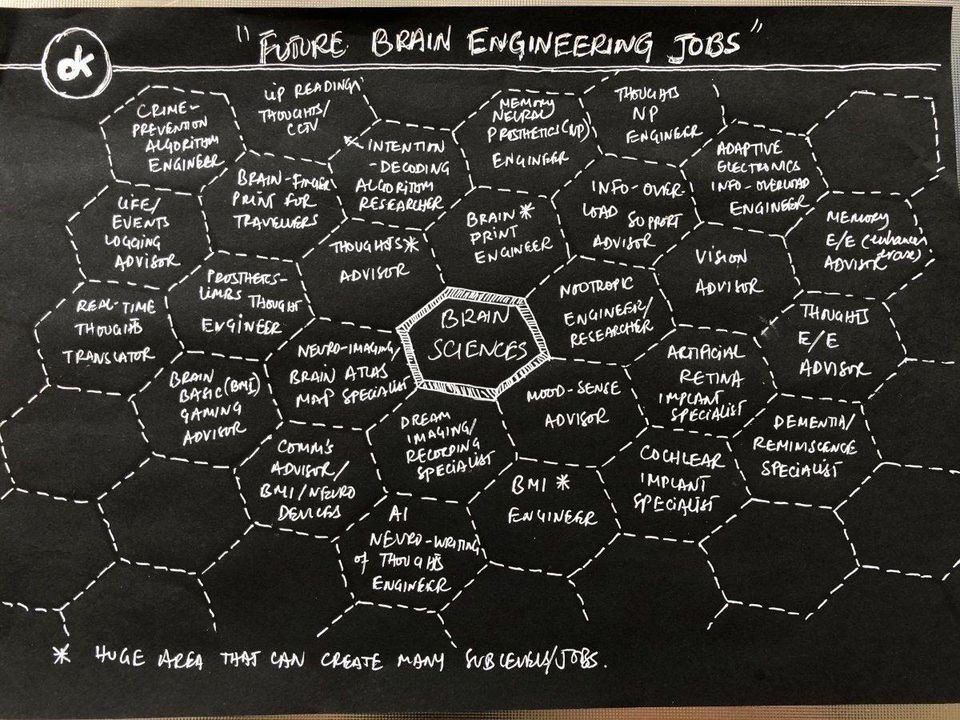 "FUTURE BRAIN ENGINEERING JOBS"
ok
CRIME-
PREVENTION
ALGORITHM
ENGINEER
LIP READING/
THOUGHTS/
CCTV
* INTENTION
-DECODING
ALGORITHM
RESEARCHER
MEMORY
NEURAL
PROSTHETICS (NP)
ENGINEER
THOUGHTS
NP
ENGINEER
ADAPTIVE
ELECTRONICS
INFO-OVERLOAD
ENGINEER
LIFE/
EVENTS
LOGGING
ADVISOR
BRAIN-FINGER
PRINT FOR
TRAVELLERS
THOUGHTS*
ADVISOR
BRAIN *
PRINT
ENGINEER
INFO-OVER-
LOAD SUPPORT
ADVISOR
VISION
ADVISOR
MEMORY
E/E (enhance/
erase)
ADVISOR
REAL-TIME
THOUGHTS
TRANSLATOR
PROSTHETIS-
LIMBS THOUGHT
ENGINEER
NEURO-IMAGING/
BRAIN ATLAS
MAP SPECIALIST
BRAIN
SCIENCES
NOOTROPIC
ENGINEER/
RESEARCHER
ARTIFICIAL
RETINA
IMPLANT
SPECIALIST
THOUGHTS
E/E
ADVISOR
BRAIN
BASIC (BMI)
GAMING
ADVISOR
COMM'S
ADVISOR/
BMI/NEURO
DEVICES
DREAM
IMAGING/
RECORDING
SPECIALIST
MOOD-SENSE
ADVISOR
COCHLEAR
IMPLANT
SPECIALIST
DEMENTIA/
REMINISCENCE
SPECIALIST
AI
NEURO-WRITING
of THOUGHTS
ENGINEER
BMI *
ENGINEER
* HUGE AREA THAT CAN CREATE MANY SUBLEVELS/JOBS.